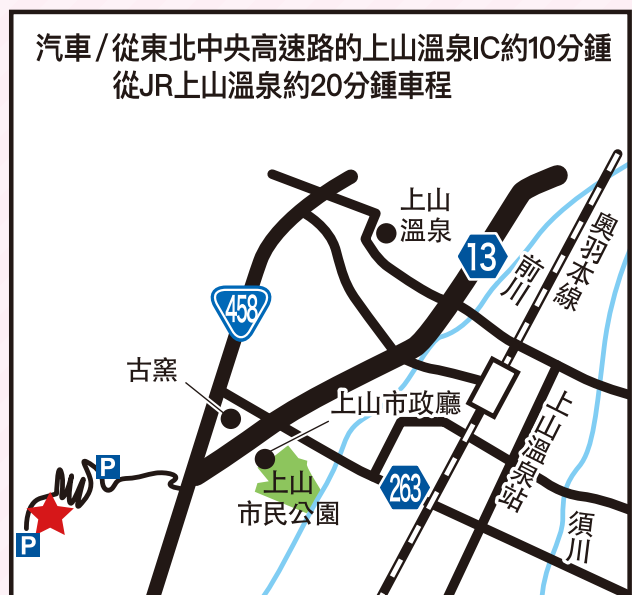 汽車/從東北中央高速路的上山溫泉IC約10分鍾
從JR上山溫泉約20分鍾車程
上山
溫泉
13
前川
奧羽本線
458
古窯
上山市政廳
上山溫泉站
P
上山
市民公園
263
須川
P